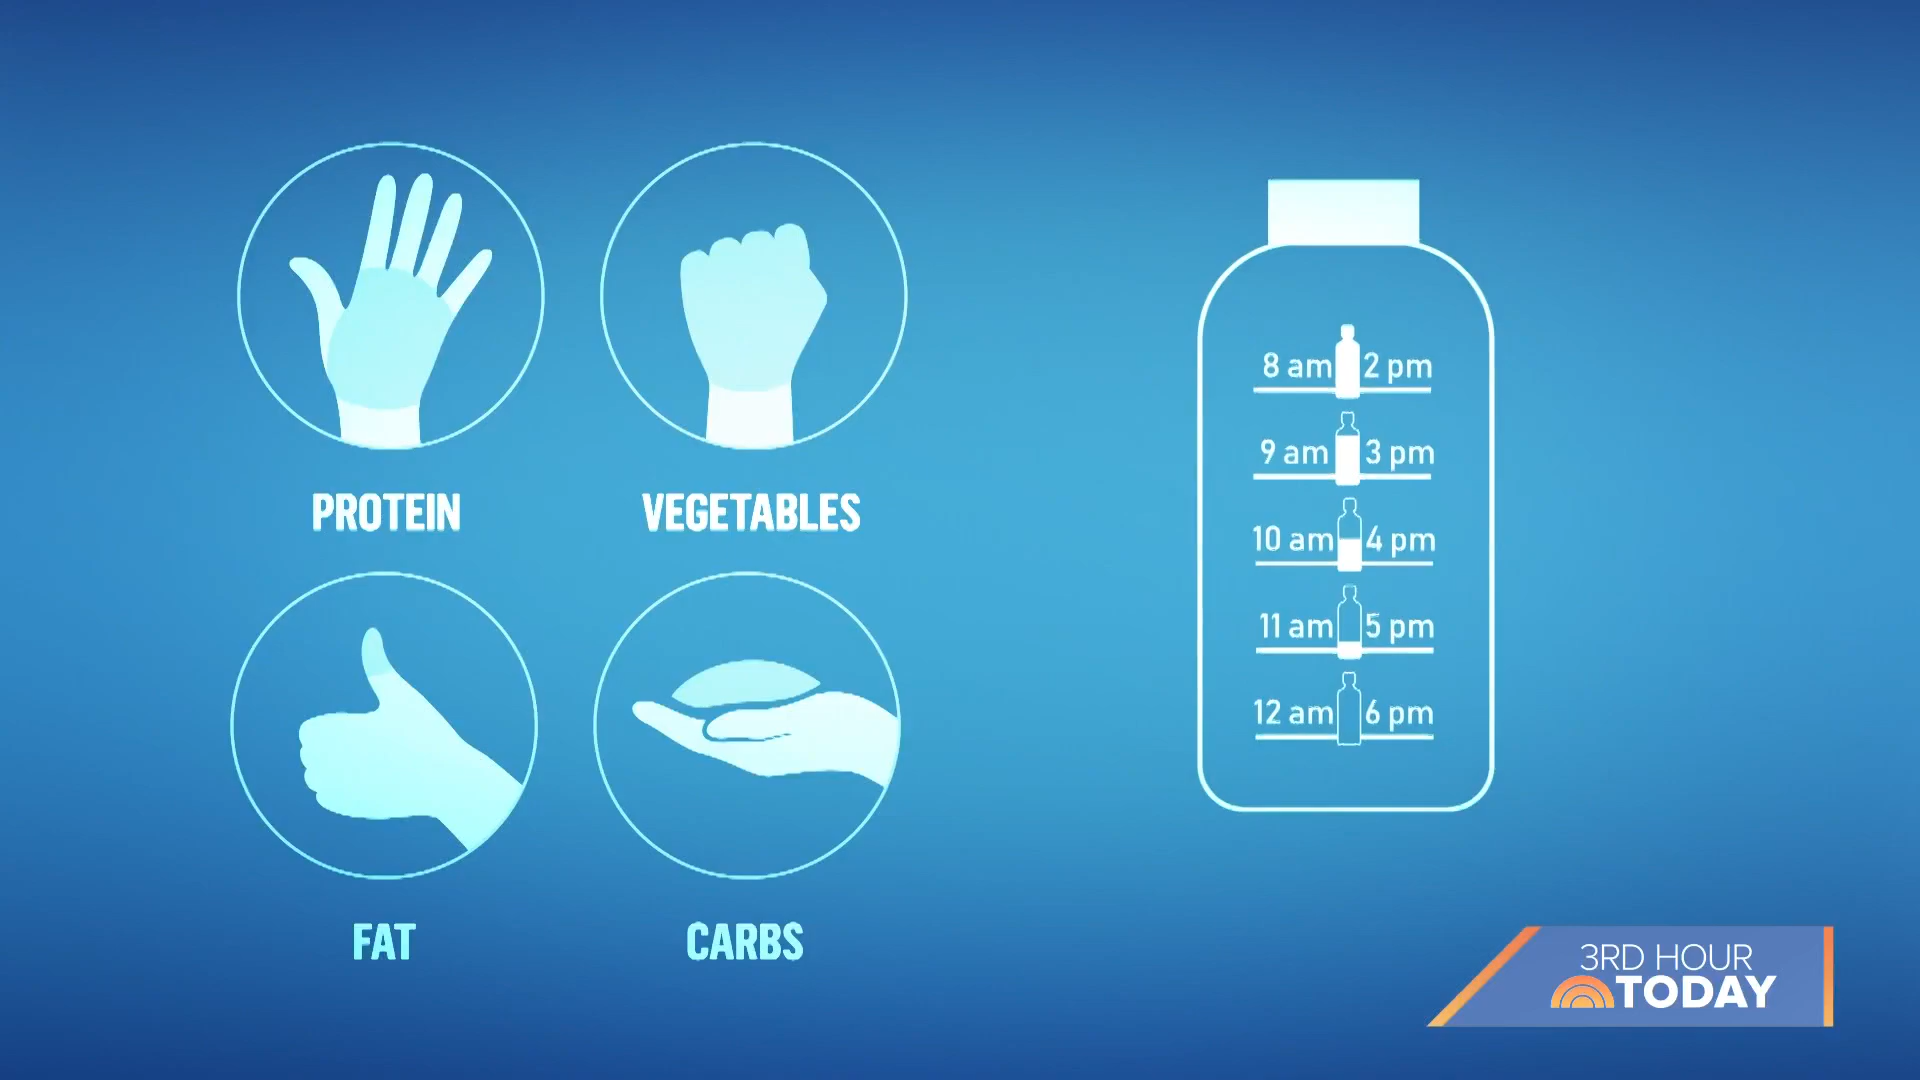 PROTEIN
VEGETABLES
FAT
CARBS
8 am 2 pm
9 am 3 pm
10 am 4 pm
11 am 5 pm
12 am 6 pm
3RD HOUR
TODAY